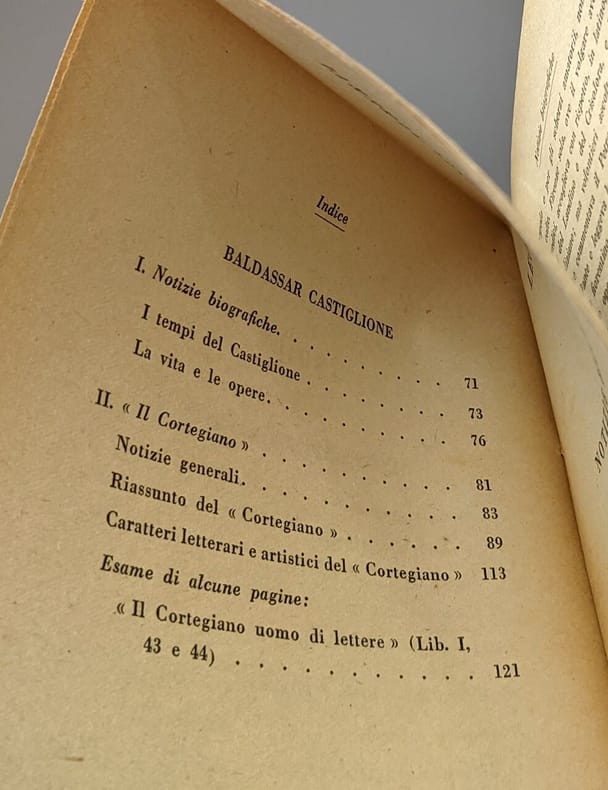 Indice
BALDASSAR CASTIGLIONE
I. Notizie biografiche. . . . . . . . . . 71
I tempi del Castiglione . . . . . . . . 73
La vita e le opere. . . . . . . . . . 76
II. « Il Cortegiano » . . . . . . . . . . 81
Notizie generali. . . . . . . . . . . 83
Riassunto del « Cortegiano » . . . . . . 89
Caratteri letterari e artistici del « Cortegiano » 113
Esame di alcune pagine:
« Il Cortegiano uomo di lettere » (Lib. I,
43 e 44) . . . . . . . . . . . 121